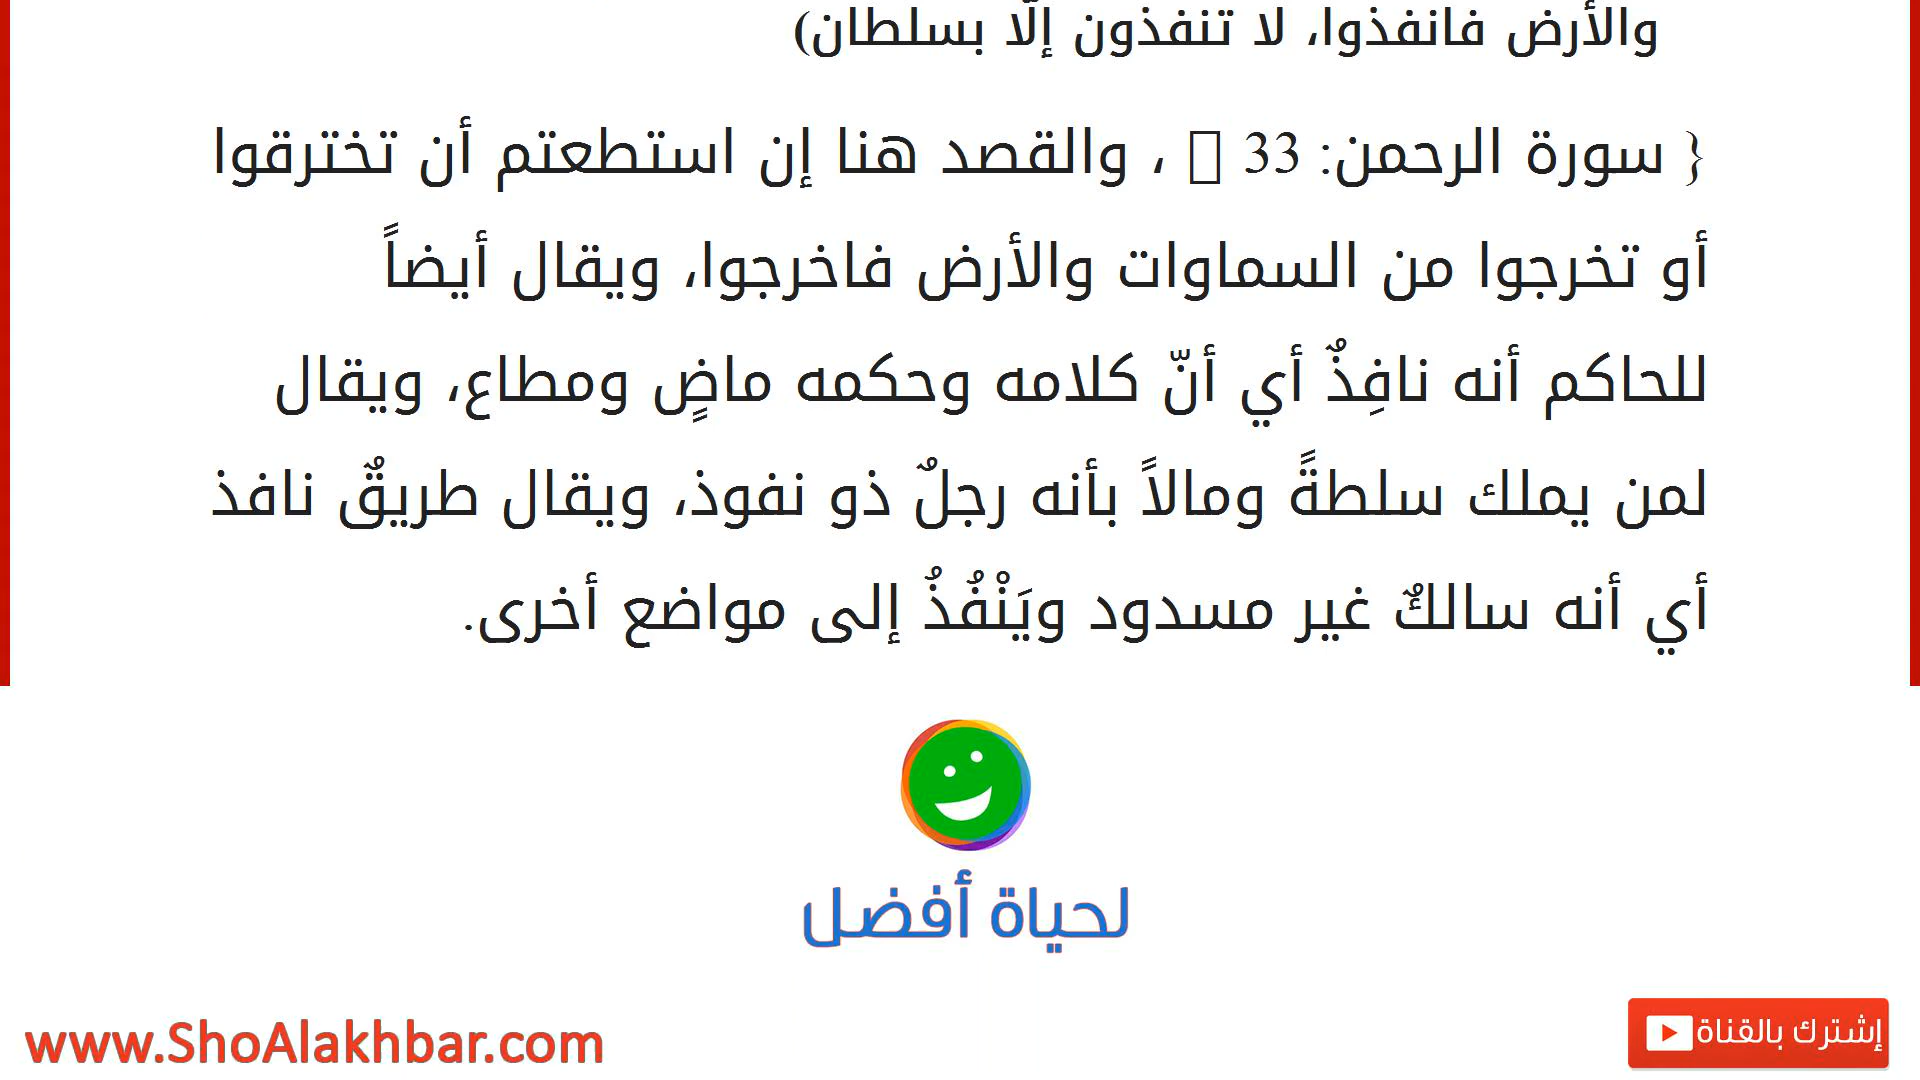 والأرض فانفذوا، لا تنفذون إلّا بسلطان)
{ سورة الرحمن: 33 ، والقصد هنا إن استطعتم أن تخترقوا
أو تخرجوا من السماوات والأرض فاخرجوا، ويقال أيضاً
للحاكم أنه نافِذٌ أي أنّ كلامه وحكمه ماضٍ ومطاع، ويقال
لمن يملك سلطةً ومالاً بأنه رجلٌ ذو نفوذ، ويقال طريقٌ نافذ
أي أنه سالكٌ غير مسدود ويَنْفُذُ إلى مواضع أخرى.
لحياة أفضل
www.ShoAlakhbar.com
إشترك بالقناة